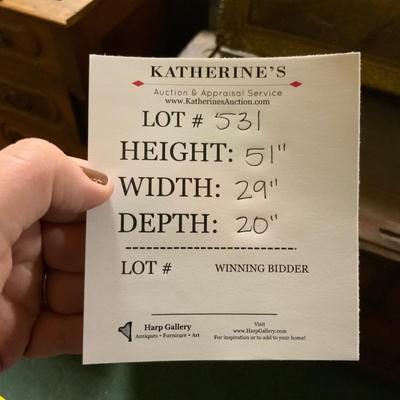 KATHERINE'S
Auction & Appraisal Service
www.KatherinesAuction.com
LOT # 531
HEIGHT: 51"
WIDTH: 29"
DEPTH: 20"
LOT # WINNING BIDDER
Harp Gallery
Antiques • Furniture • Art
Visit
www.HarpGallery.com
For inspiration or to add to your home!